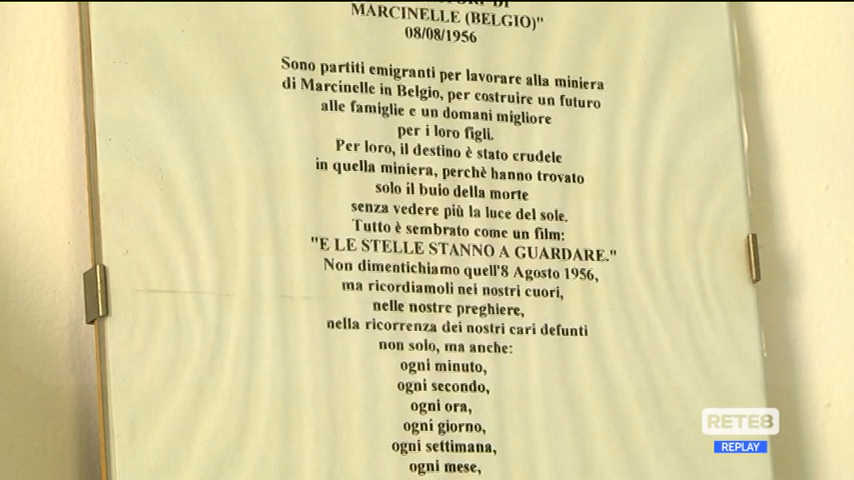 MARCINELLE (BELGIO)"
08/08/1956
Sono partiti emigranti per lavorare alla miniera
di Marcinelle in Belgio, per costruire un futuro
alle famiglie e un domani migliore
per i loro figli.
Per loro, il destino è stato crudele
in quella miniera, perchè hanno trovato
solo il buio della morte
senza vedere più la luce del sole.
Tutto è sembrato come un film:
"E LE STELLE STANNO A GUARDARE."
Non dimentichiamo quell'8 Agosto 1956,
ma ricordiamoli nei nostri cuori,
nelle nostre preghiere,
nella ricorrenza dei nostri cari defunti
non solo, ma anche:
ogni minuto,
ogni secondo,
ogni ora,
ogni giorno,
ogni settimana,
ogni mese,
RETE8
REPLAY